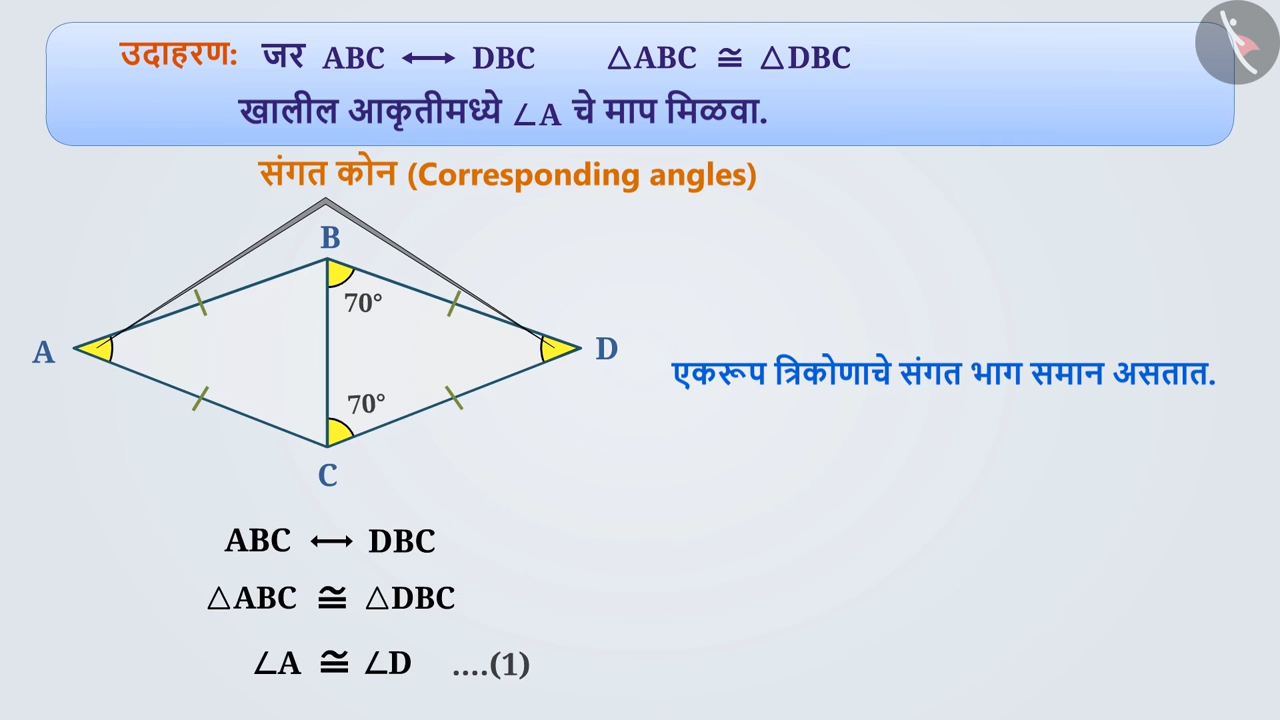 उदाहरण: जर ABC ⟷ DBC △ABC ≅ △DBC
खालील आकृतीमध्ये ∠A चे माप मिळवा.
संगत कोन (Corresponding angles)
B
70°
A
D
एकरूप त्रिकोणाचे संगत भाग समान असतात.
70°
C
ABC ⟷ DBC
△ABC ≅ △DBC
∠A ≅ ∠D ....(1)